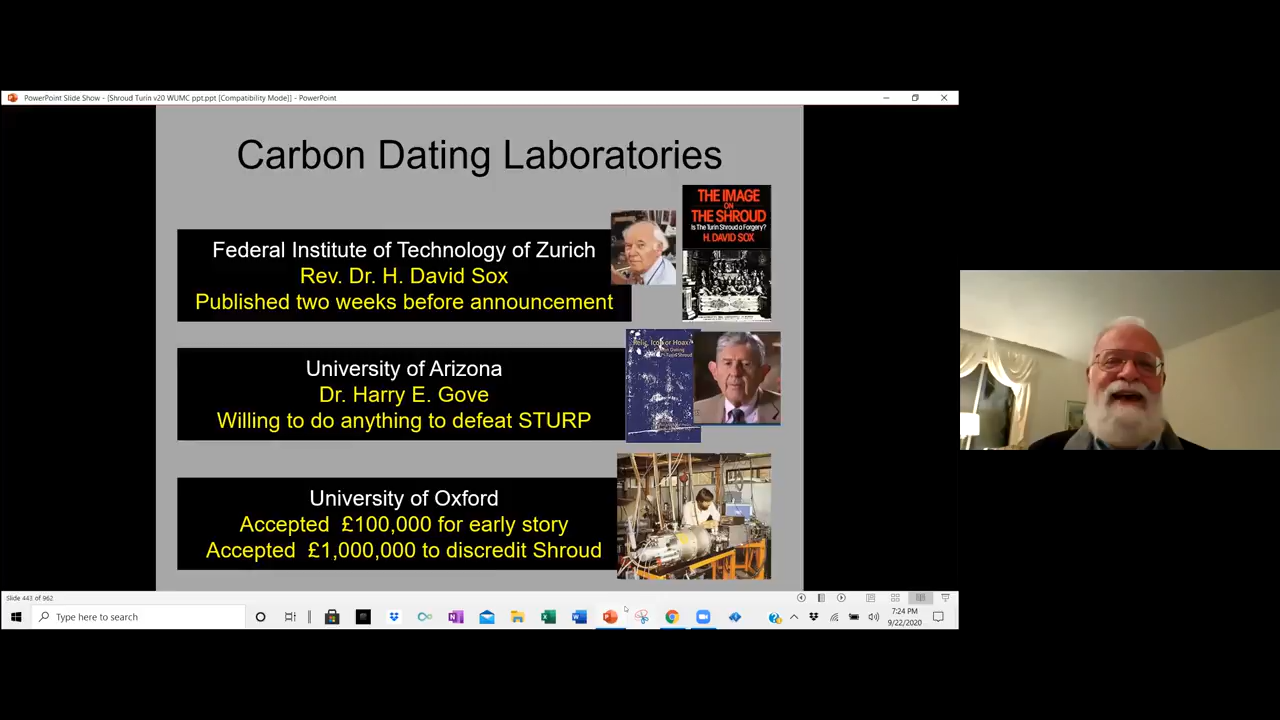 PowerPoint Slide Show - [Shroud Turin v20 WUMC ppt.ppt [Compatibility Mode]] - PowerPoint
Carbon Dating Laboratories
Federal Institute of Technology of Zurich
Rev. Dr. H. David Sox
Published two weeks before announcement
THE IMAGE
ON
THE SHROUD
Is The Turin Shroud a Forgery?
H. DAVID SOX
University of Arizona
Dr. Harry E. Gove
Willing to do anything to defeat STURP
Relic, Icon or Hoax?
University of Oxford
Accepted £100,000 for early story
Accepted £1,000,000 to discredit Shroud
Slide 443 of 962
Type here to search
7:24 PM
9/22/2020